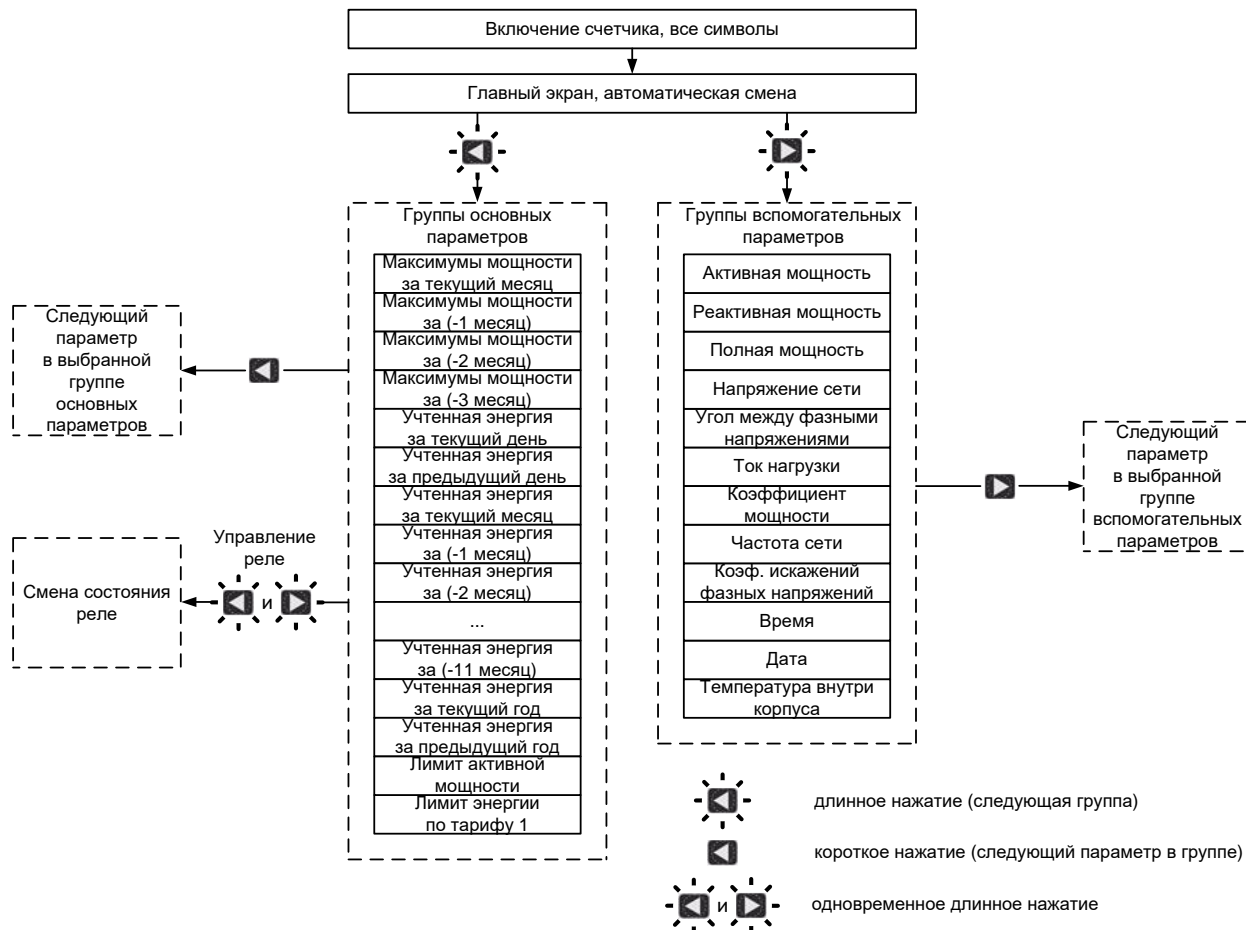 Включение счетчика, все символы
Главный экран, автоматическая смена
Группы основных
параметров
Максимумы мощности
за текущий месяц
Максимумы мощности
за (-1 месяц)
Максимумы мощности
за (-2 месяц)
Максимумы мощности
за (-3 месяц)
Учтенная энергия
за текущий день
Учтенная энергия
за предыдущий день
Учтенная энергия
за текущий месяц
Учтенная энергия
за (-1 месяц)
Учтенная энергия
за (-2 месяц)
...
Учтенная энергия
за (-11 месяц)
Учтенная энергия
за текущий год
Учтенная энергия
за предыдущий год
Лимит активной
мощности
Лимит энергии
по тарифу 1
Группы вспомогательных
параметров
Активная мощность
Реактивная мощность
Полная мощность
Напряжение сети
Угол между фазными
напряжениями
Ток нагрузки
Коэффициент
мощности
Частота сети
Коэф. искажений
фазных напряжений
Время
Дата
Температура внутри
корпуса
Следующий
параметр
в выбранной
группе
основных
параметров
Управление
реле
и
Смена состояния
реле
Следующий
параметр
в выбранной
группе
вспомогательных
параметров
длинное нажатие (следующая группа)
короткое нажатие (следующий параметр в группе)
и
одновременное длинное нажатие